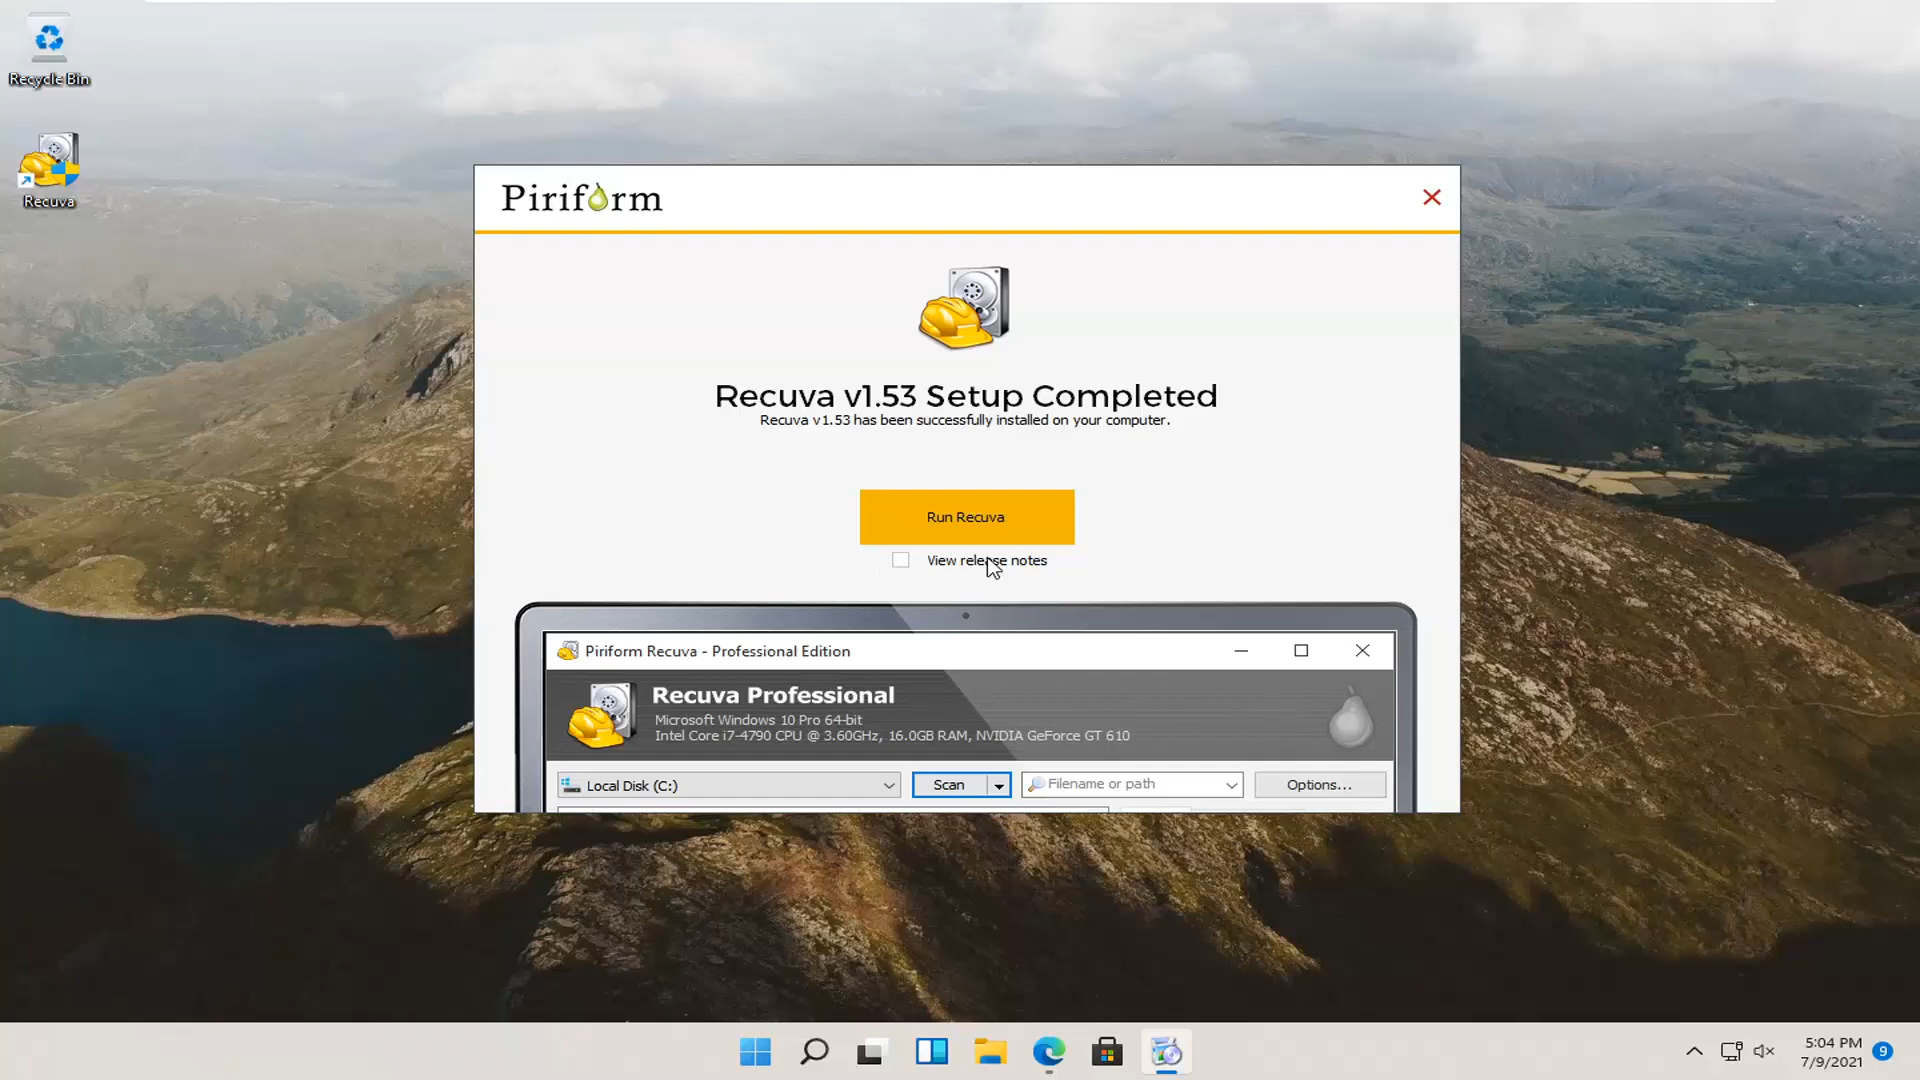 Recycle Bin
Recuva
Piriform
Recuva v1.53 Setup Completed
Recuva v1.53 has been successfully installed on your computer.
Run Recuva
View release notes
Piriform Recuva - Professional Edition
Recuva Professional
Microsoft Windows 10 Pro 64-bit
Intel Core i7-4790 CPU @ 3.60GHz, 16.0GB RAM, NVIDIA GeForce GT 610
Local Disk (C:)
Scan
Filename or path
Options...
5:04 PM
7/9/2021
9